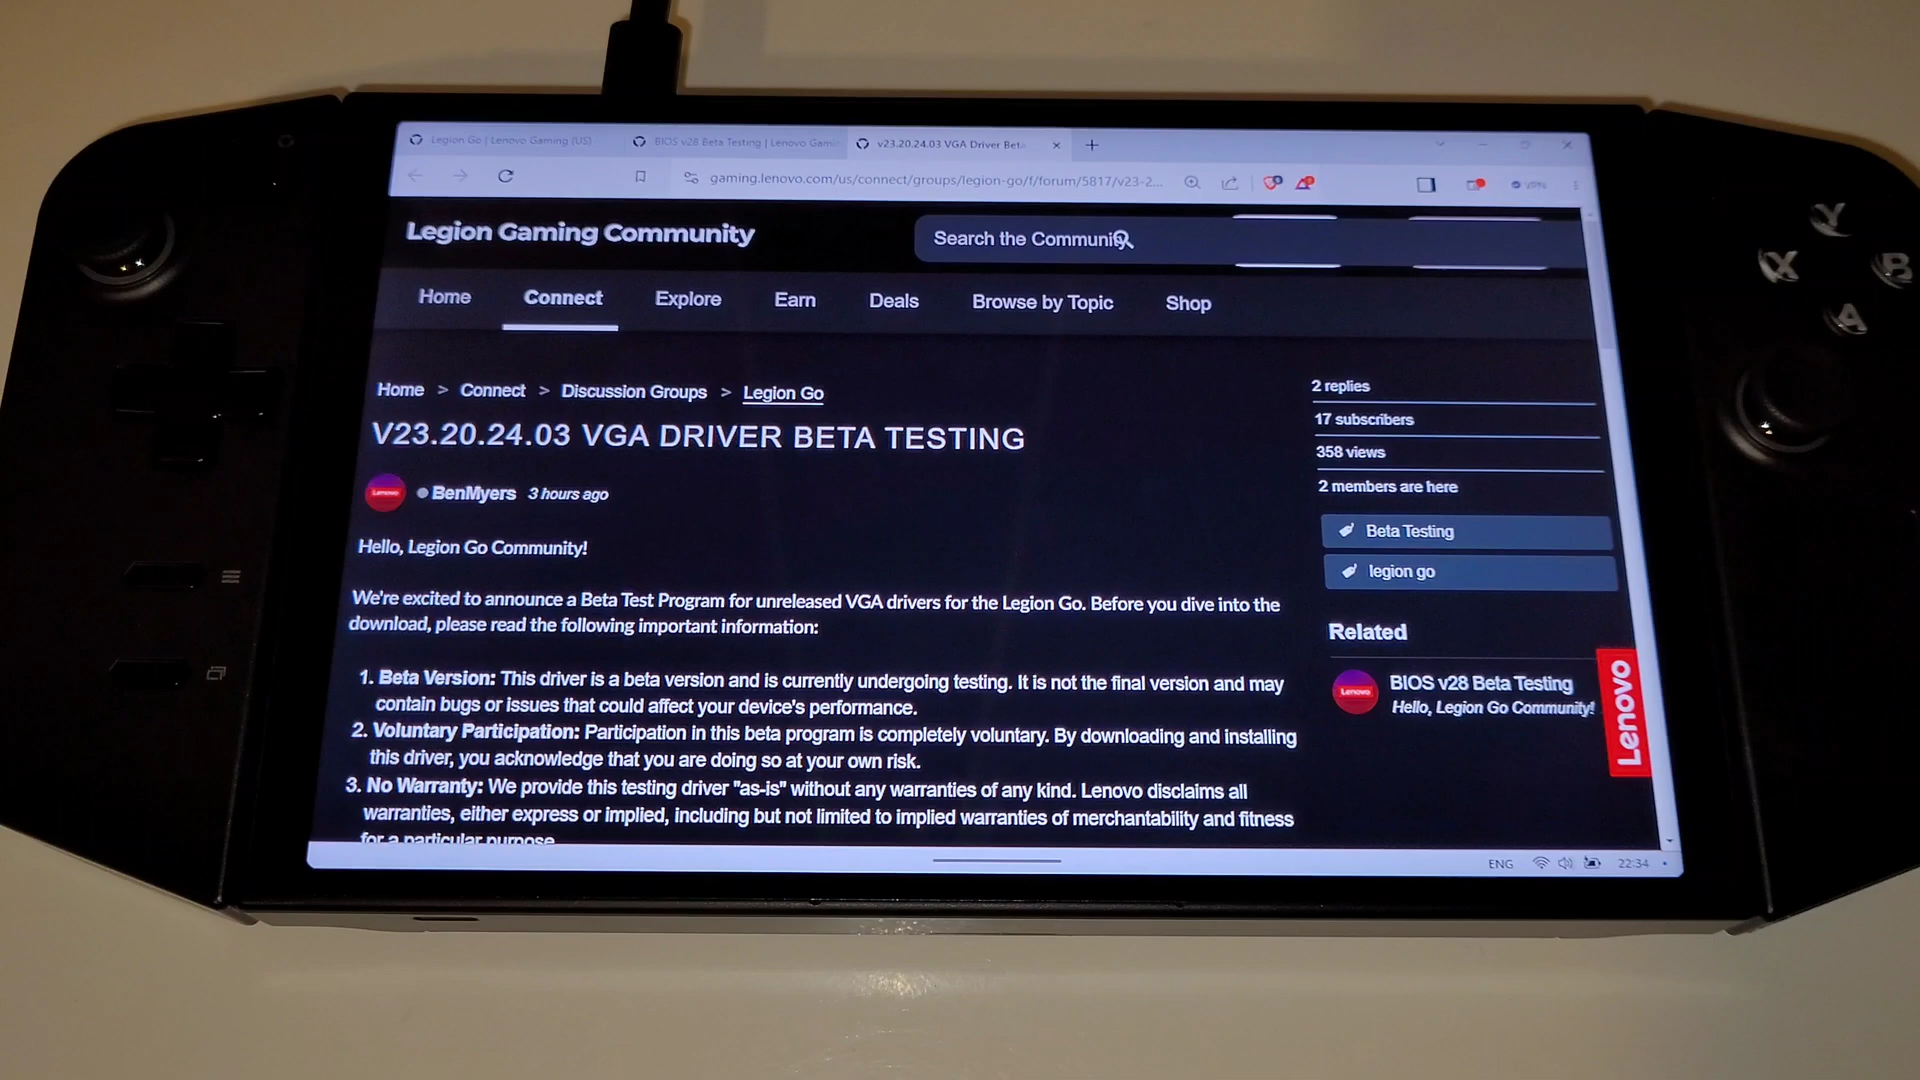 Legion Go | Lenovo Gaming (US)
BIOS v28 Beta Testing | Lenovo Gami
v23.20.24.03 VGA Driver Bet
gaming.lenovo.com/us/connect/groups/legion-go/f/forum/5817/v23-2...
VPN
Legion Gaming Community
Search the Community
Home Connect Explore Earn Deals Browse by Topic Shop
Home > Connect > Discussion Groups > Legion Go
V23.20.24.03 VGA DRIVER BETA TESTING
Lenovo
BenMyers 3 hours ago
Hello, Legion Go Community!
We're excited to announce a Beta Test Program for unreleased VGA drivers for the Legion Go. Before you dive into the
download, please read the following important information:
1. Beta Version: This driver is a beta version and is currently undergoing testing. It is not the final version and may
contain bugs or issues that could affect your device's performance.
2. Voluntary Participation: Participation in this beta program is completely voluntary. By downloading and installing
this driver, you acknowledge that you are doing so at your own risk.
3. No Warranty: We provide this testing driver "as-is" without any warranties of any kind. Lenovo disclaims all
warranties, either express or implied, including but not limited to implied warranties of merchantability and fitness
for a particular purpose
2 replies
17 subscribers
358 views
2 members are here
Beta Testing
legion go
Related
Lenovo
BIOS v28 Beta Testing
Hello, Legion Go Community!
Lenovo
ENG 22:34
Y
X
B
A